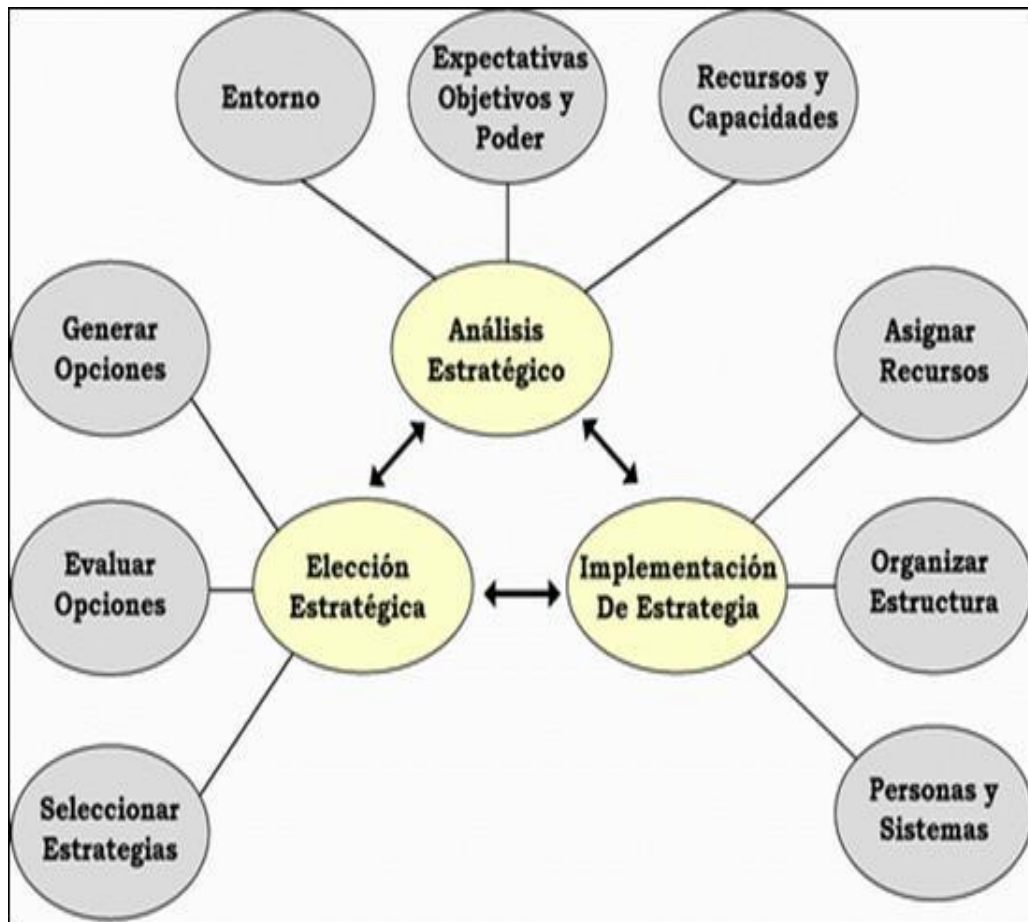 Entorno
Expectativas
Objetivos y
Poder
Recursos y
Capacidades
Análisis
Estratégico
Generar
Opciones
Asignar
Recursos
Evaluar
Opciones
Elección
Estratégica
Implementación
De Estrategia
Organizar
Estructura
Seleccionar
Estrategias
Personas y
Sistemas